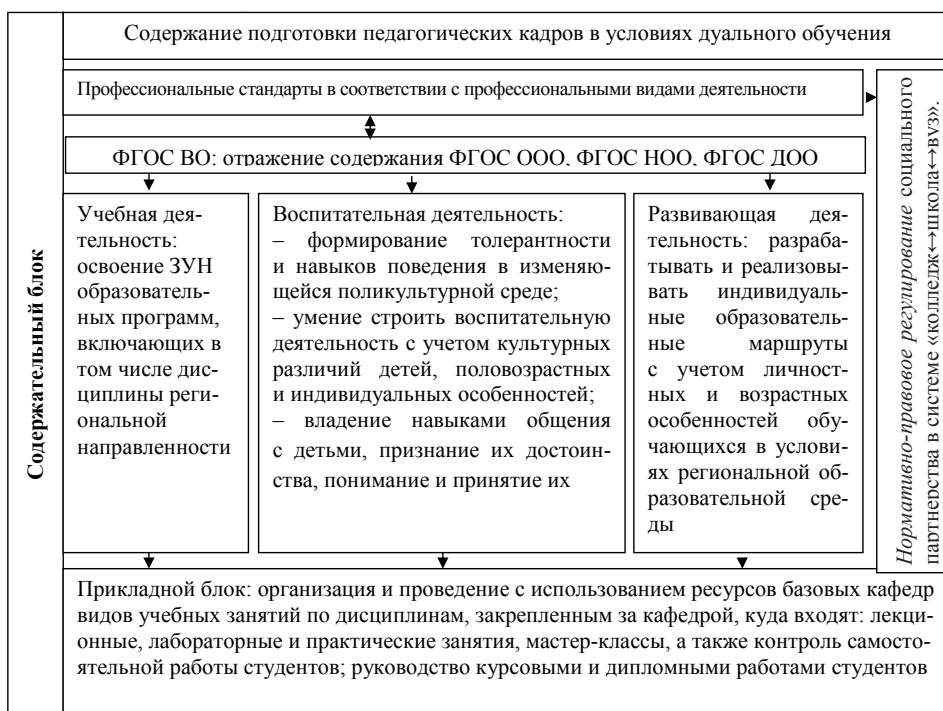 Содержание подготовки педагогических кадров в условиях дуального обучения
Профессиональные стандарты в соответствии с профессиональными видами деятельности
ФГОС ВО: отражение содержания ФГОС ООО, ФГОС НОО, ФГОС ДОО
Учебная дея-
тельность:
освоение ЗУН
образователь-
ных программ,
включающих в
том числе дис-
циплины реги-
ональной
направленности
Воспитательная деятельность:
– формирование толерантности
и навыков поведения в изменяю-
щейся поликультурной среде;
– умение строить воспитательную
деятельность с учетом культурных
различий детей, половозрастных
и индивидуальных особенностей;
– владение навыками общения
с детьми, признание их достоин-
ства, понимание и принятие их
Развивающая дея-
тельность: разраба-
тывать и реализовы-
вать индивидуаль-
ные образователь-
ные маршруты
с учетом личност-
ных и возрастных
особенностей обу-
чающихся в услови-
ях региональной об-
разовательной сре-
ды
Нормативно-правовое регулирование социального
партнерства в системе «колледж↔школа↔вуз».
Содержательный блок
Прикладной блок: организация и проведение с использованием ресурсов базовых кафедр
видов учебных занятий по дисциплинам, закрепленным за кафедрой, куда входят: лекци-
онные, лабораторные и практические занятия, мастер-классы, а также контроль самосто-
ятельной работы студентов; руководство курсовыми и дипломными работами студентов